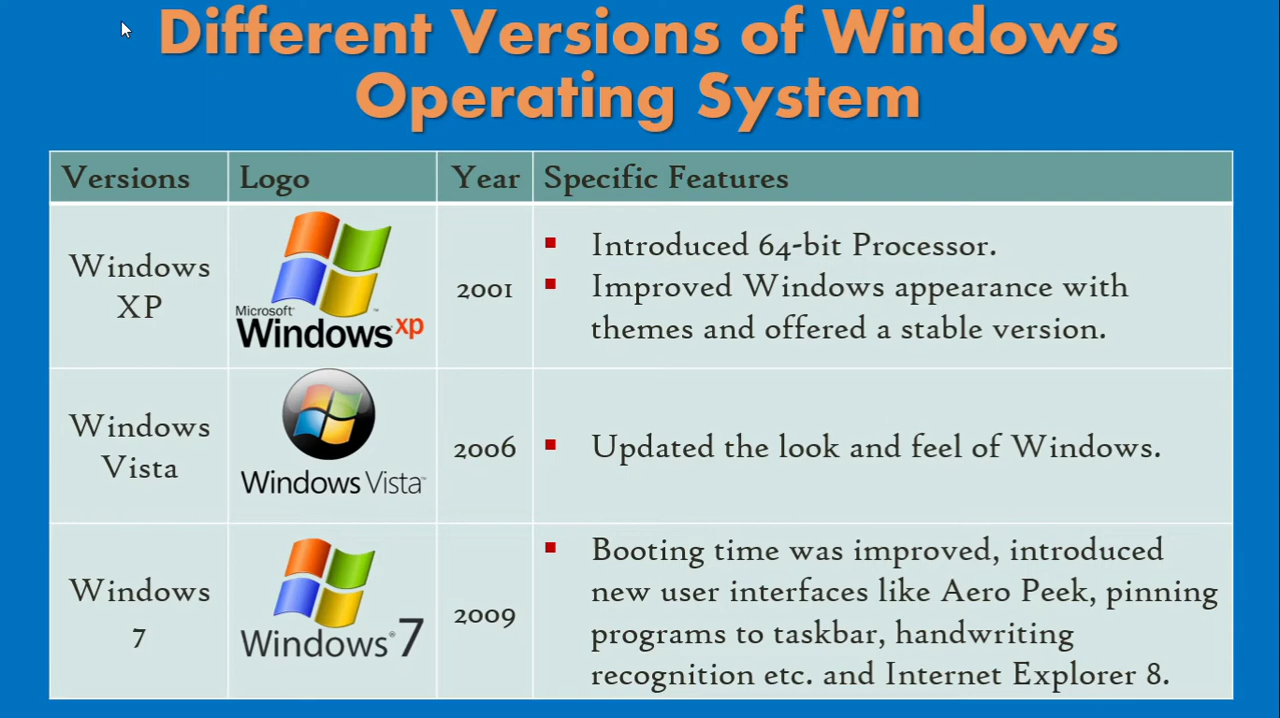 Different Versions of Windows
Operating System
Versions
Logo
Year
Specific Features
Windows
XP
Microsoft®
Windows xp
2001
Introduced 64-bit Processor.
Improved Windows appearance with
themes and offered a stable version.
Windows
Vista
Windows Vista™
2006
Updated the look and feel of Windows.
Windows
7
Windows® 7
2009
Booting time was improved, introduced
new user interfaces like Aero Peek, pinning
programs to taskbar, handwriting
recognition etc. and Internet Explorer 8.